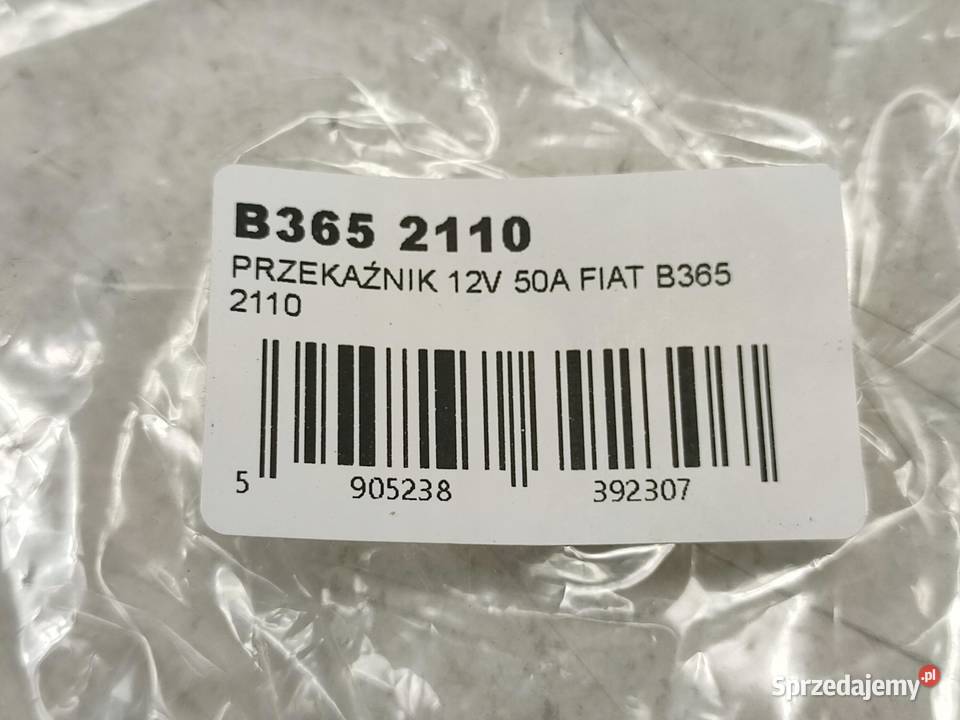 B365 2110
PRZEKAŹNIK 12V 50A FIAT B365
2110
5 905238 392307
Sprzedajemy.pl